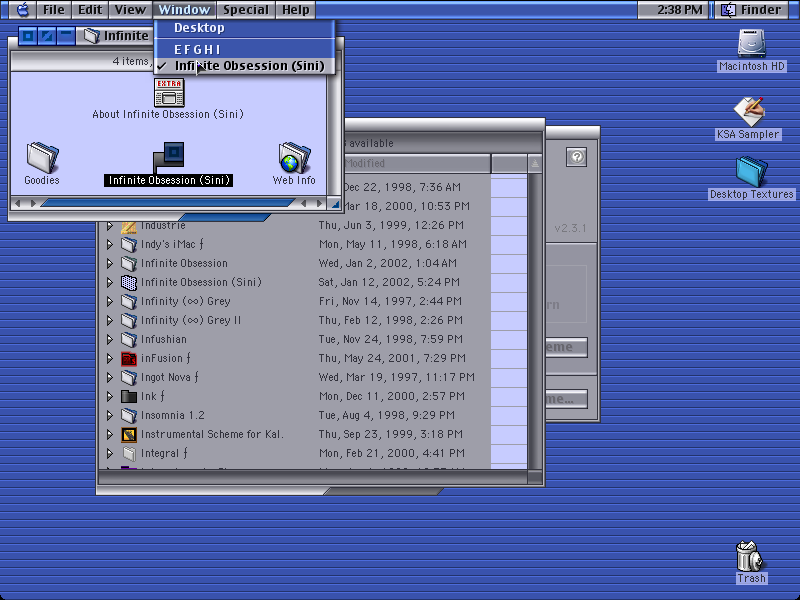 File Edit View Window Special Help 2:38 PM Finder
Desktop
E F G H I
✓ Infinite Obsession (Sini)
Infinite
4 items,
EXTRA
About Infinite Obsession (Sini)
Goodies
Infinite Obsession (Sini)
Web Info
Macintosh HD
KSA Sampler
Desktop Textures
Trash
available
Modified
Dec 22, 1998, 7:36 AM
Mar 18, 2000, 10:53 PM
Industrie Thu, Jun 3, 1999, 12:26 PM
Indy's iMac ƒ Mon, May 11, 1998, 6:18 AM
Infinite Obsession Wed, Jan 2, 2002, 1:04 AM
Infinite Obsession (Sini) Sat, Jan 12, 2002, 5:24 PM
Infinity (∞) Grey Fri, Nov 14, 1997, 2:44 PM
Infinity (∞) Grey II Thu, Feb 12, 1998, 2:26 PM
Infushian Tue, Nov 24, 1998, 7:59 PM
inFusion ƒ Thu, May 24, 2001, 7:29 PM
Ingot Nova ƒ Wed, Mar 19, 1997, 11:17 PM
Ink ƒ Mon, Dec 11, 2000, 2:57 PM
Insomnia 1.2 Tue, Aug 4, 1998, 9:29 PM
Instrumental Scheme for Kal. Thu, Sep 23, 1999, 3:18 PM
Integral ƒ Mon, Feb 21, 2000, 4:41 PM
?
v2.3.1
rn
eme
me...